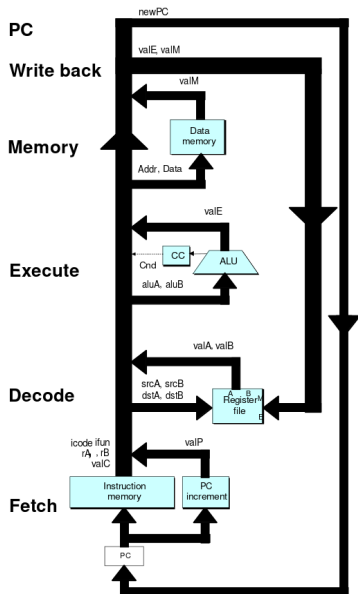 newPC
PC
valE, valM
Write back
valM
Data
memory
Memory
Addr, Data
valE
CC
ALU
Execute
Cnd
aluA, aluB
valA, valB
Decode
srcA, srcB
dstA, dstB
A B
Register M
file
E
icode ifun
rA, , rB
valC
valP
Instruction
memory
PC
increment
Fetch
PC